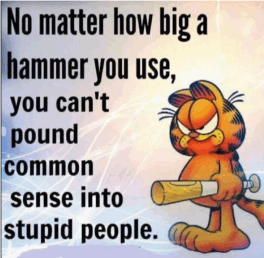 No matter how big a
hammer you use,
you can't
pound
common
sense into
stupid people.